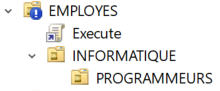 EMPLOYES
Execute
INFORMATIQUE
PROGRAMMEURS